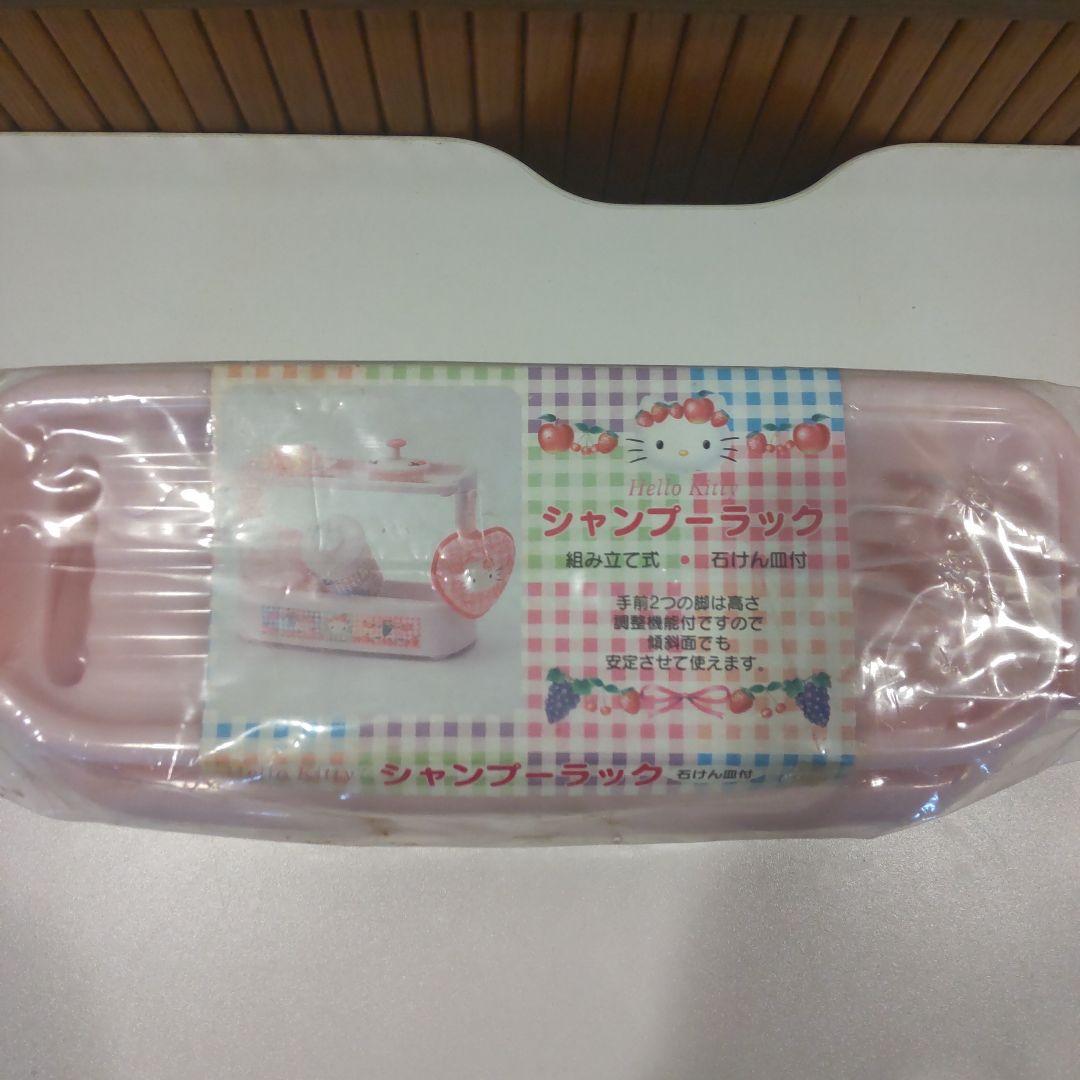 Hello Kitty
シャンプーラック
組み立て式 ・ 石けん皿付
手前2つの脚は高さ
調整機能付ですので
傾斜面でも
安定させて使えます。
Hello Kitty シャンプーラック 石けん皿付